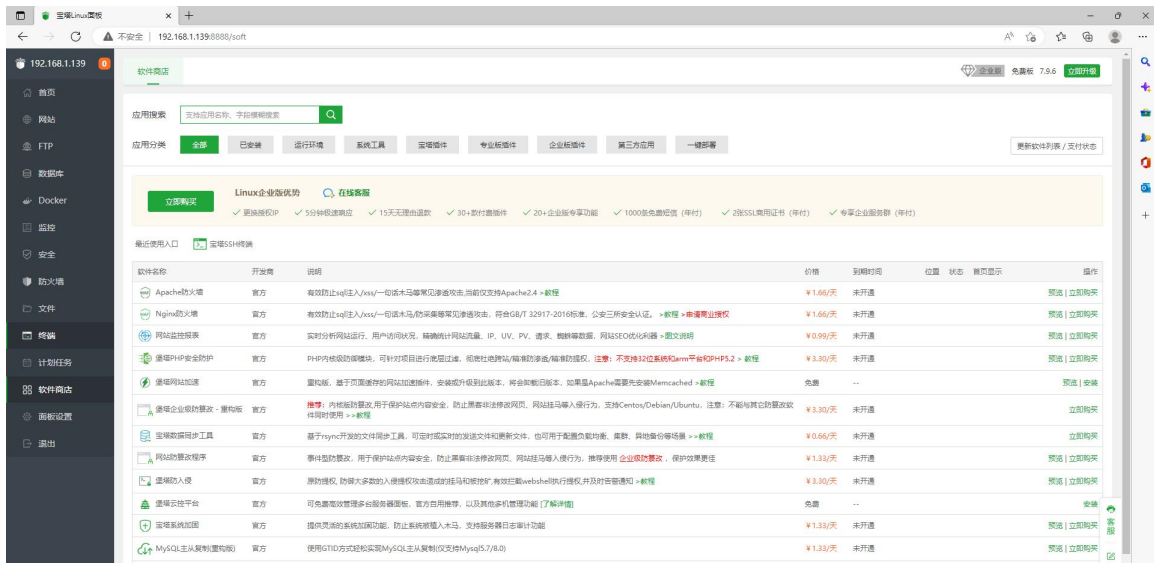 宝塔Linux面板
不安全 | 192.168.1.139:8888/soft
192.168.1.139 0
首页
网站
FTP
数据库
Docker
监控
安全
防火墙
文件
终端
计划任务
软件商店
面板设置
退出
软件商店
企业版 免费版 7.9.6 立即升级
应用搜索 支持应用名称、字段模糊搜索
应用分类 全部 已安装 运行环境 系统工具 宝塔插件 专业版插件 企业版插件 第三方应用 一键部署 更新软件列表 / 支付状态
立即购买 Linux企业版优势 在线客服
更换授权IP 5分钟极速响应 15天无理由退款 30+款付费插件 20+企业版专享功能 1000条免费短信 (年付) 2张SSL商用证书 (年付) 专享企业服务群 (年付)
最近使用入口 宝塔SSH终端
软件名称 开发商 说明 价格 到期时间 位置 状态 首页显示 操作
Apache防火墙 官方 有效防止sql注入/xss/一句话木马等常见渗透攻击,当前仅支持Apache2.4 >教程 ¥1.66/天 未开通 预览 | 立即购买
Nginx防火墙 官方 有效防止sql注入/xss/一句话木马/防采集等常见渗透攻击，符合GB/T 32917-2016标准、公安三所安全认证。 >教程 >申请商业授权 ¥1.66/天 未开通 预览 | 立即购买
网站监控报表 官方 实时分析网站运行、用户访问状况、精确统计网站流量、IP、UV、PV、请求、蜘蛛等数据，网站SEO优化利器 >图文说明 ¥0.99/天 未开通 预览 | 立即购买
堡塔PHP安全防护 官方 PHP内核级防御模块，可针对项目进行底层过滤，彻底杜绝跨站/精准防渗透/精准防提权，注意：不支持32位系统和arm平台和PHP5.2 > 教程 ¥3.30/天 未开通 预览 | 立即购买
堡塔网站加速 官方 重构版，基于页面缓存的网站加速插件，安装或升级到此版本，将会卸载旧版本，如果是Apache需要先安装Memcached >教程 免费 -- 预览 | 安装
堡塔企业级防篡改 - 重构版 官方 推荐：内核版防篡改,用于保护站点内容安全，防止黑客非法修改网页、网站挂马等入侵行为，支持Centos/Debian/Ubuntu，注意：不能与其它防篡改软 ¥3.30/天 未开通 立即购买
件同时使用 >>教程
宝塔数据同步工具 官方 基于rsync开发的文件同步工具，可定时或实时的发送文件和更新文件，也可用于配置负载均衡、集群、异地备份等场景 >>教程 ¥0.66/天 未开通 立即购买
网站防篡改程序 官方 事件型防篡改，用于保护站点内容安全，防止黑客非法修改网页、网站挂马等入侵行为，推荐使用 企业级防篡改 ，保护效果更佳 ¥1.33/天 未开通 预览 | 立即购买
堡塔防入侵 官方 原防提权, 防御大多数的入侵提权攻击造成的挂马和被挖矿,有效拦截webshell执行提权,并及时告警通知 >教程 ¥3.30/天 未开通 预览 | 立即购买
堡塔云控平台 官方 可免费高效管理多台服务器面板，官方自用推荐，以及其他多机管理功能 [了解详情] 免费 -- 安装
宝塔系统加固 官方 提供灵活的系统加固功能，防止系统被植入木马，支持服务器日志审计功能 ¥1.33/天 未开通 预览 | 立即购买
MySQL主从复制(重构版) 官方 使用GTID方式轻松实现MySQL主从复制(仅支持Mysql5.7/8.0) ¥1.33/天 未开通 预览 | 立即购买
客服